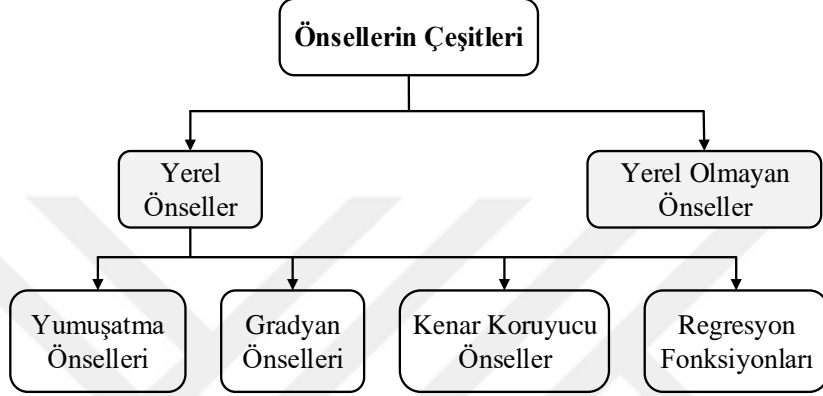 Önsellerin Çeşitleri
Yerel
Önseller
Yerel Olmayan
Önseller
Yumuşatma
Önselleri
Gradyan
Önselleri
Kenar Koruyucu
Önseller
Regresyon
Fonksiyonları